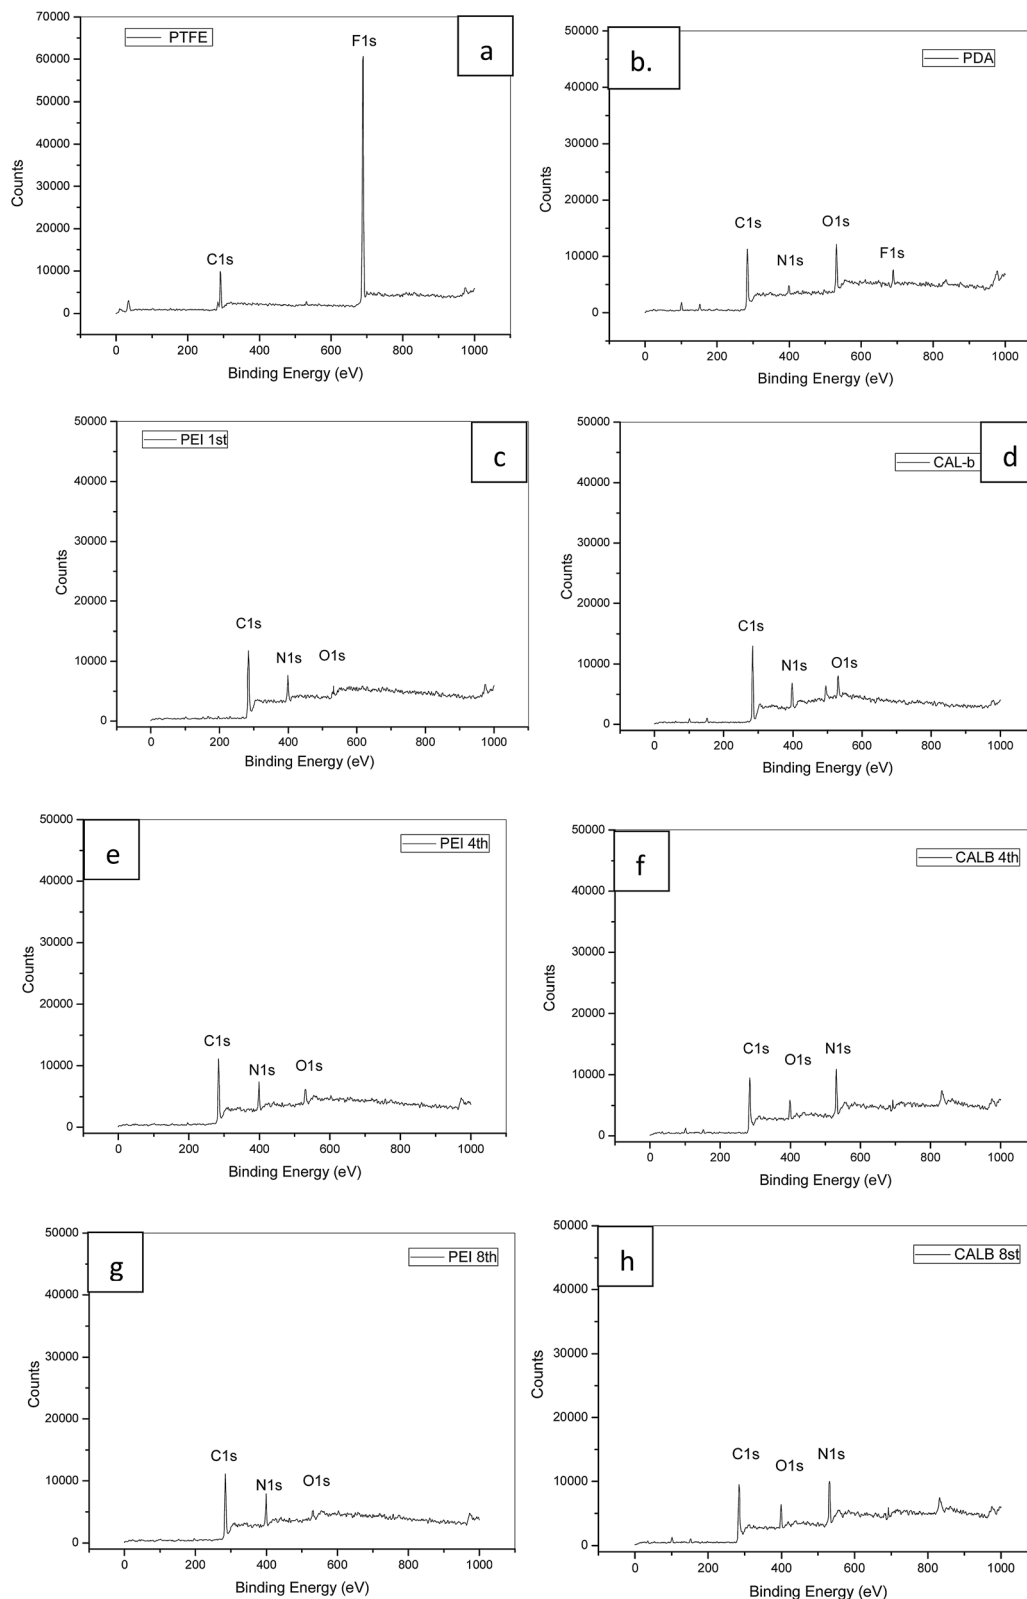 70000
60000
50000
40000
30000
20000
10000
0
Counts
PTFE
a
C1s
F1s
0
200
400
600
800
1000
Binding Energy (eV)
50000
40000
30000
20000
10000
0
Counts
b.
PDA
C1s
N1s
O1s
F1s
0
200
400
600
800
1000
Binding Energy (eV)
50000
40000
30000
20000
10000
0
Counts
PEI 1st
c
C1s
N1s
O1s
0
200
400
600
800
1000
Binding Energy (eV)
50000
40000
30000
20000
10000
0
Counts
CAL-b
d
C1s
N1s
O1s
0
200
400
600
800
1000
Binding Energy (eV)
50000
40000
30000
20000
10000
0
Counts
e
PEI 4th
C1s
N1s
O1s
0
200
400
600
800
1000
Binding Energy (eV)
50000
40000
30000
20000
10000
0
Counts
f
CALB 4th
C1s
O1s
N1s
0
200
400
600
800
1000
Binding Energy (eV)
50000
40000
30000
20000
10000
0
Counts
g
PEI 8th
C1s
N1s
O1s
0
200
400
600
800
1000
Binding Energy (eV)
50000
40000
30000
20000
10000
0
Counts
h
CALB 8st
C1s
O1s
N1s
0
200
400
600
800
1000
Binding Energy (eV)